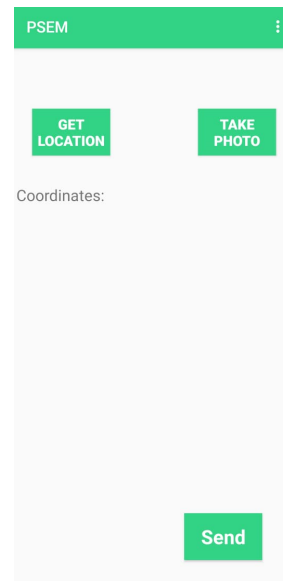 PSEM
GET
LOCATION
TAKE
PHOTO
Coordinates:
Send